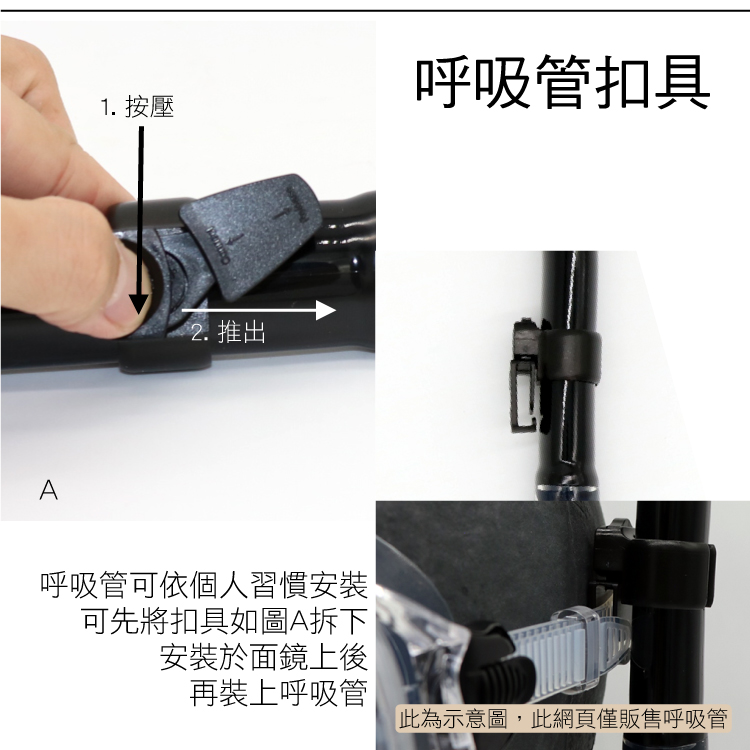 呼吸管扣具
1. 按壓
2. 推出
A
呼吸管可依個人習慣安裝
可先將扣具如圖A拆下
安裝於面鏡上後
再裝上呼吸管
此為示意圖，此網頁僅販售呼吸管